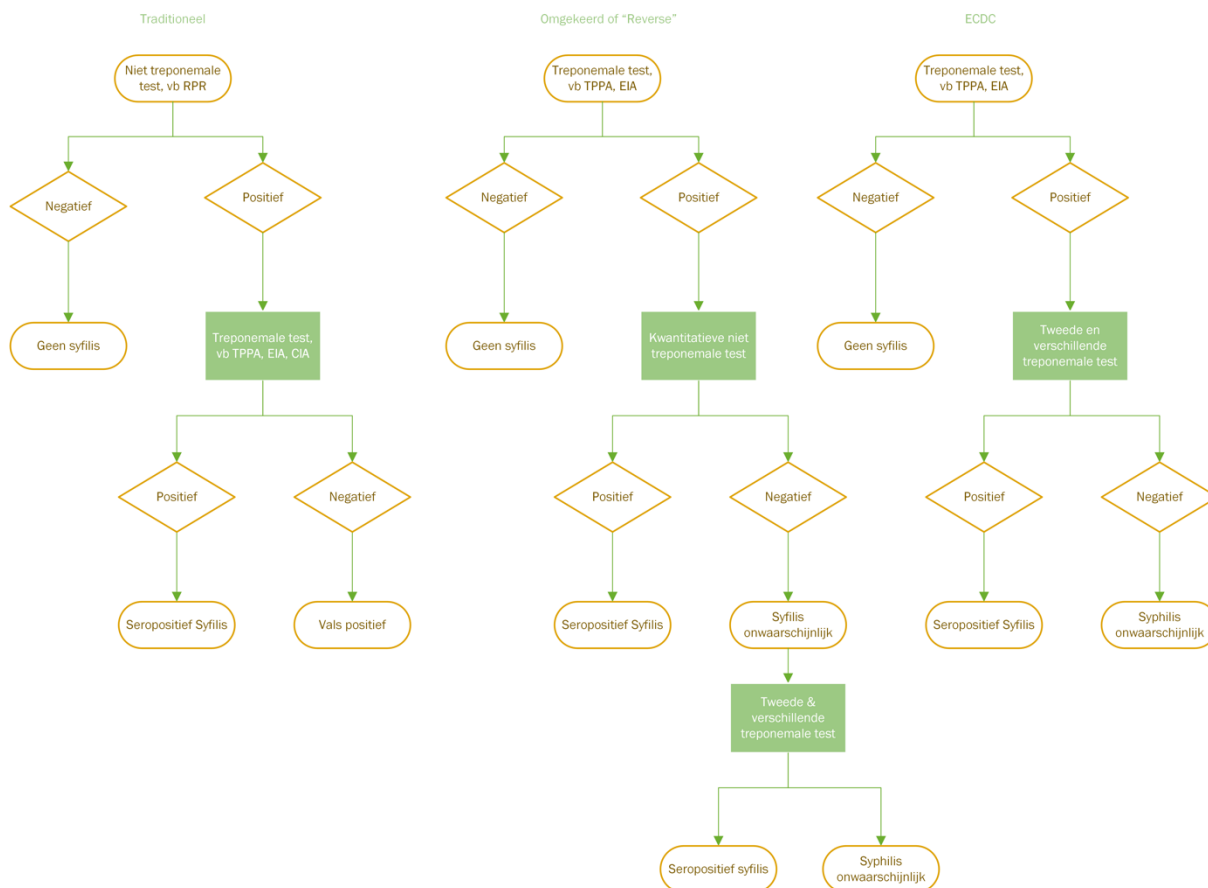 Traditioneel
Niet treponemale
test, vb RPR
Negatief
Positief
Geen syfilis
Treponemale test,
vb TPPA, EIA, CIA
Positief
Negatief
Seropositief Syfilis
Vals positief
Omgekeerd of “Reverse”
Treponemale test,
vb TPPA, EIA
Negatief
Positief
Geen syfilis
Kwantitatieve niet
treponemale test
Positief
Negatief
Seropositief Syfilis
Syfilis
onwaarschijnlijk
Tweede &
verschillende
treponemale test
Seropositief syfilis
Syphilis
onwaarschijnlijk
ECDC
Treponemale test,
vb TPPA, EIA
Negatief
Positief
Geen syfilis
Tweede en
verschillende
treponemale test
Positief
Negatief
Seropositief Syfilis
Syphilis
onwaarschijnlijk